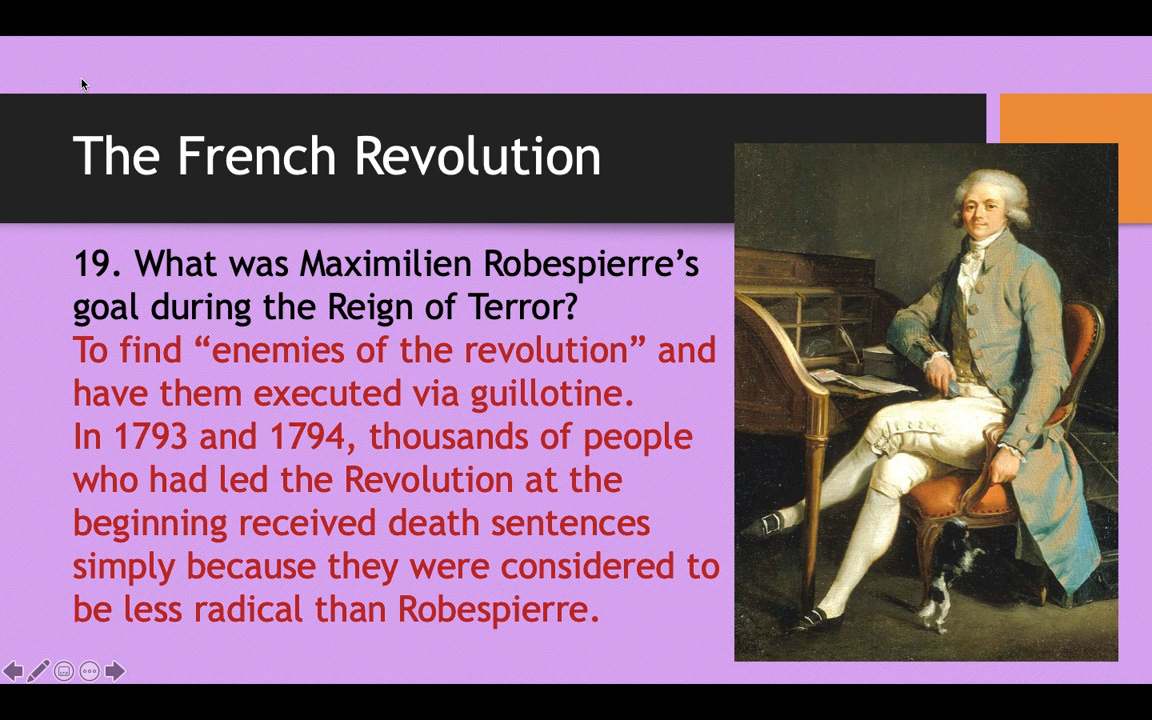 The French Revolution
19. What was Maximilien Robespierre’s
goal during the Reign of Terror?
To find “enemies of the revolution” and
have them executed via guillotine.
In 1793 and 1794, thousands of people
who had led the Revolution at the
beginning received death sentences
simply because they were considered to
be less radical than Robespierre.